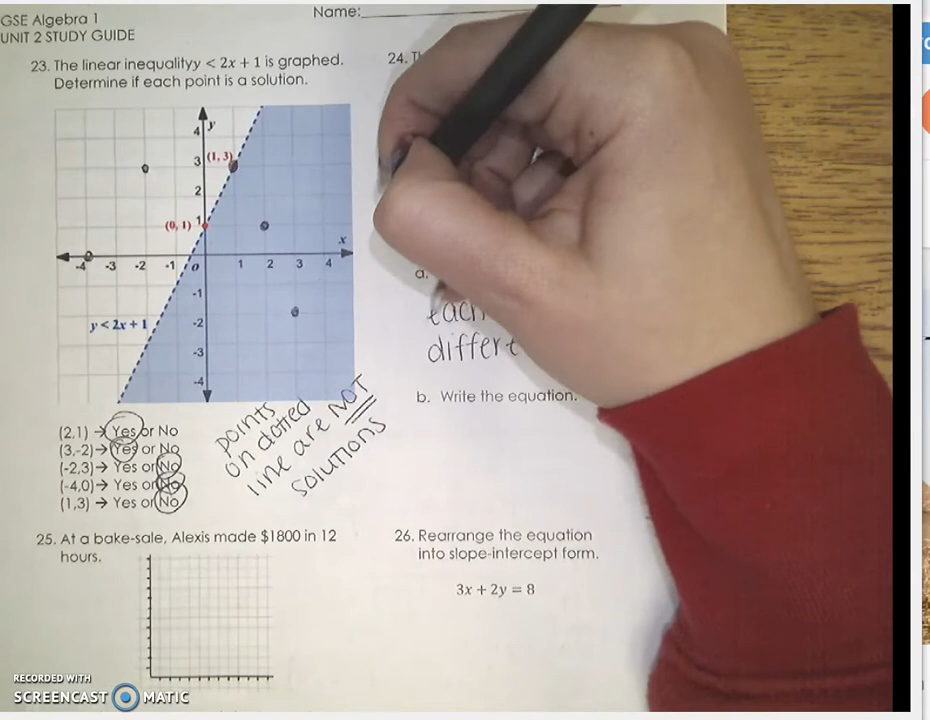 GSE Algebra 1
Name:
UNIT 2 STUDY GUIDE
23. The linear inequalityy < 2x + 1 is graphed.
Determine if each point is a solution.
24. T
y
4
3
(1, 3)
2
(0, 1)
1
x
-4 -3 -2 -1 o 1 2 3 4
-1
y < 2x + 1
-2
-3
-4
(2,1) → Yes or No
(3,-2)→ Yes or No
(-2,3)→ Yes or No
(-4,0)→ Yes or No
(1,3) → Yes or No
points
on dotted
line are NOT
solutions
a.
each
differe
b. Write the equation.
25. At a bake-sale, Alexis made $1800 in 12
hours.
26. Rearrange the equation
into slope-intercept form.
3x + 2y = 8
RECORDED WITH
SCREENCAST MATIC